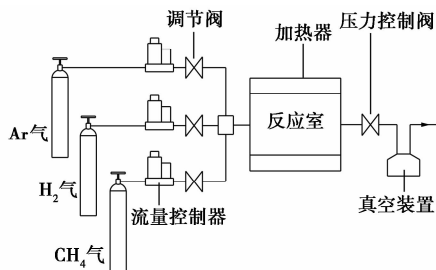 调节阀
加热器
压力控制阀
Ar气
反应室
H₂气
流量控制器
真空装置
CH₄气